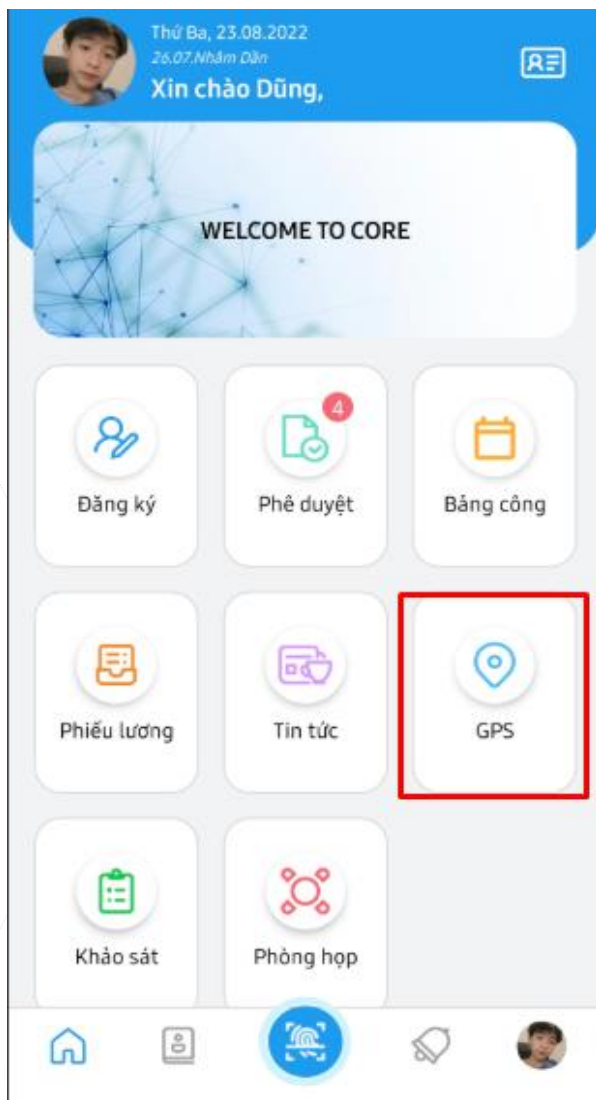 Thứ Ba, 23.08.2022
26.07.Nhâm Dần
Xin chào Dũng,
WELCOME TO CORE
4
Đăng ký
Phê duyệt
Bảng công
Phiếu lương
Tin tức
GPS
Khảo sát
Phòng họp